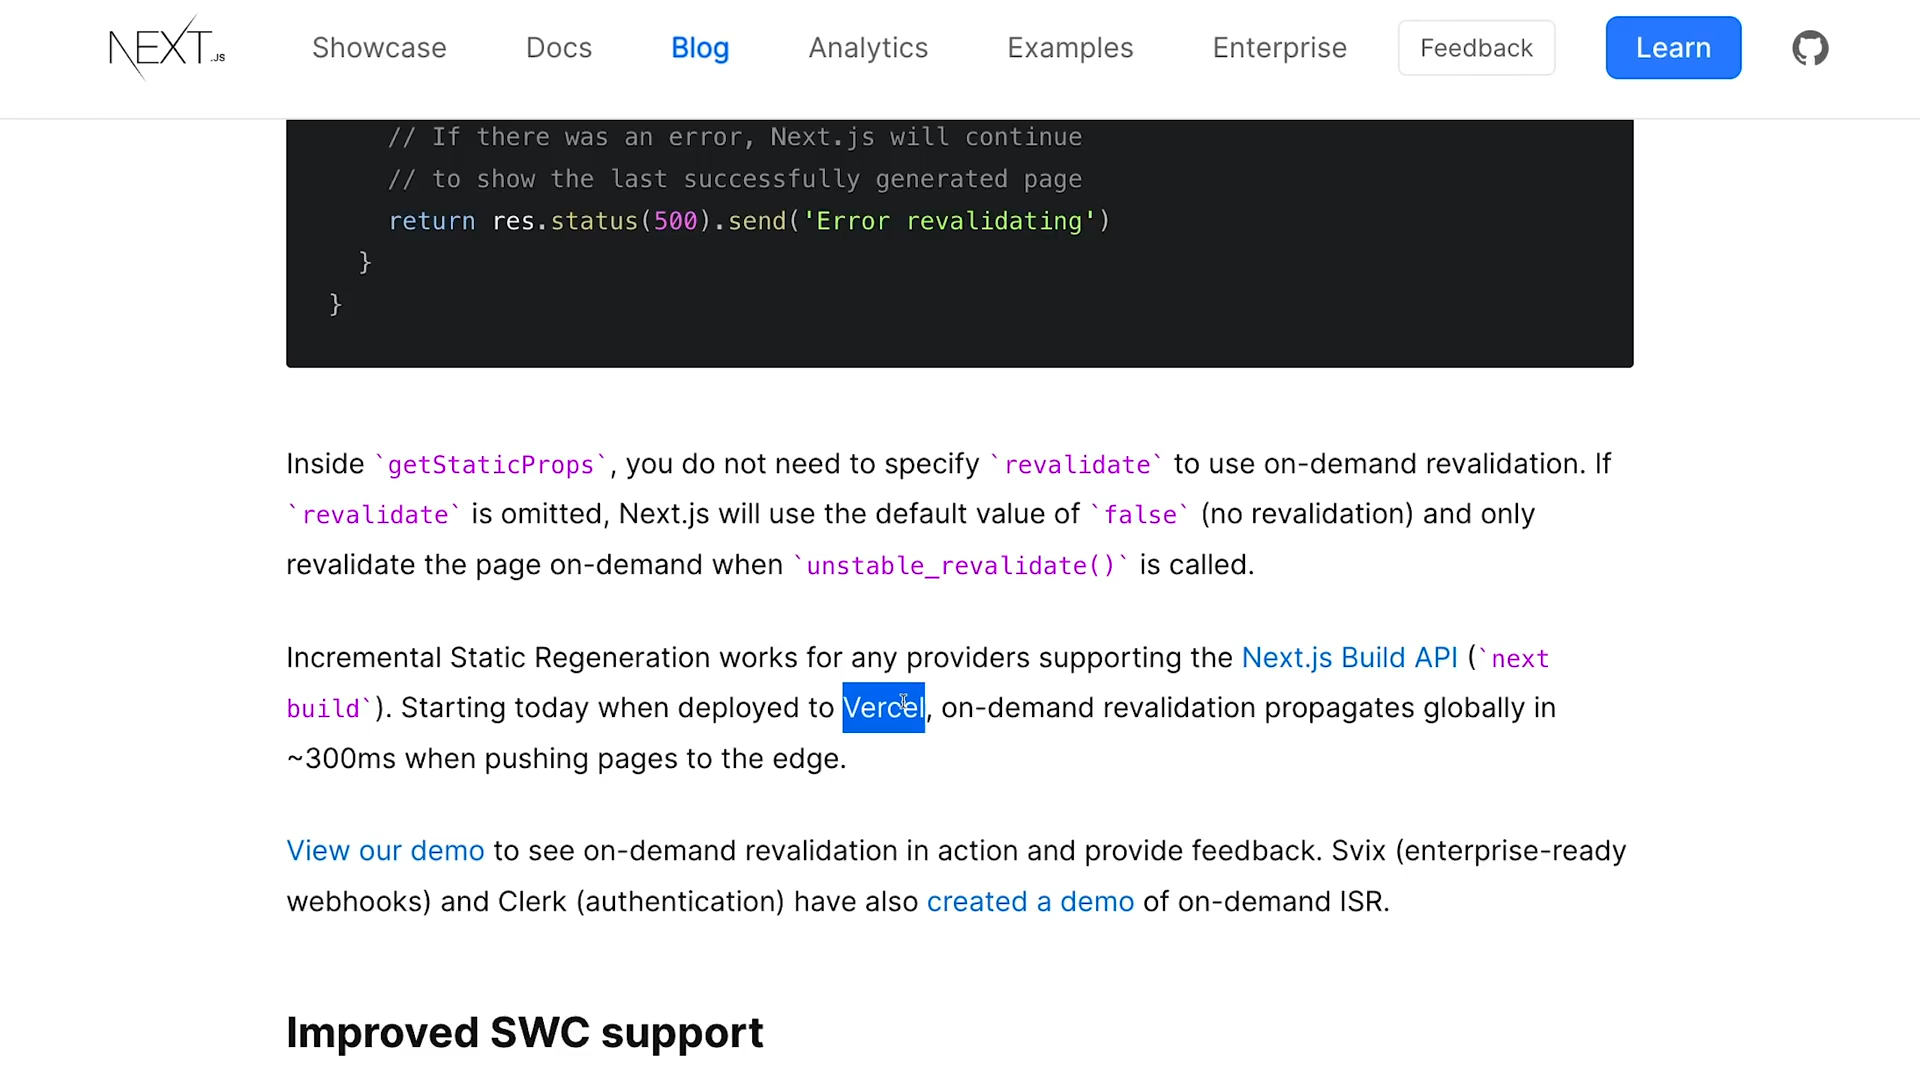 NEXT.JS Showcase Docs Blog Analytics Examples Enterprise Feedback Learn
// If there was an error, Next.js will continue
// to show the last successfully generated page
return res.status(500).send('Error revalidating')
}
}
Inside `getStaticProps`, you do not need to specify `revalidate` to use on-demand revalidation. If
`revalidate` is omitted, Next.js will use the default value of `false` (no revalidation) and only
revalidate the page on-demand when `unstable_revalidate()` is called.
Incremental Static Regeneration works for any providers supporting the Next.js Build API (`next
build`). Starting today when deployed to Vercel, on-demand revalidation propagates globally in
~300ms when pushing pages to the edge.
View our demo to see on-demand revalidation in action and provide feedback. Svix (enterprise-ready
webhooks) and Clerk (authentication) have also created a demo of on-demand ISR.
Improved SWC support